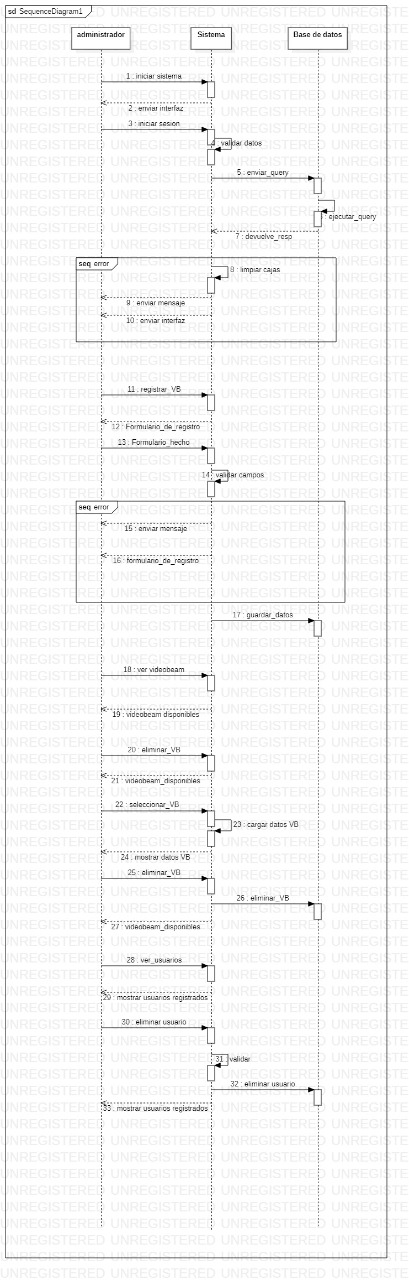 sd SequenceDiagram1
administrador
Sistema
Base de datos
1 : iniciar sistema
2 : enviar interfaz
3 : iniciar sesion
4 : validar datos
5 : enviar_query
ejecutar_query
7 : devuelve_resp
seq error
8 : limpiar cajas
9 : enviar mensaje
10 : enviar interfaz
11 : registrar_VB
12 : Formulario_de_registro
13 : Formulario_hecho
14 : validar campos
seq error
15 : enviar mensaje
16 : formulario_de_registro
17 : guardar_datos
18 : ver videobeam
19 : videobeam disponibles
20 : eliminar_VB
21 : videobeam_disponibles
22 : seleccionar_VB
23 : cargar datos VB
24 : mostrar datos VB
25 : eliminar_VB
26 : eliminar_VB
27 : videobeam_disponibles
28 : ver_usuarios
29 : mostrar usuarios registrados
30 : eliminar usuario
31 : validar
32 : eliminar usuario
33 : mostrar usuarios registrados
UNREGISTERED